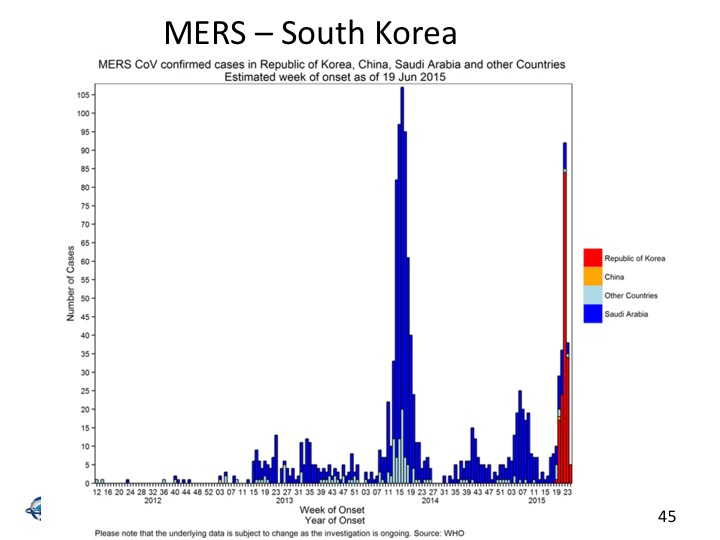 MERS – South Korea
MERS CoV confirmed cases in Republic of Korea, China, Saudi Arabia and other Countries
Estimated week of onset as of 19 Jun 2015
Number of Cases
105
100
95
90
85
80
75
70
65
60
55
50
45
40
35
30
25
20
15
10
5
0
Republic of Korea
China
Other Countries
Saudi Arabia
12 16 20 24 28 32 36 40 44 48 52 03 07 11 15 19 23 27 31 35 39 43 47 51 03 07 11 15 19 23 27 31 35 39 43 47 51 03 07 11 15 19 23
2012 2013 2014 2015
Week of Onset
Year of Onset
Please note that the underlying data is subject to change as the investigation is ongoing. Source: WHO
45